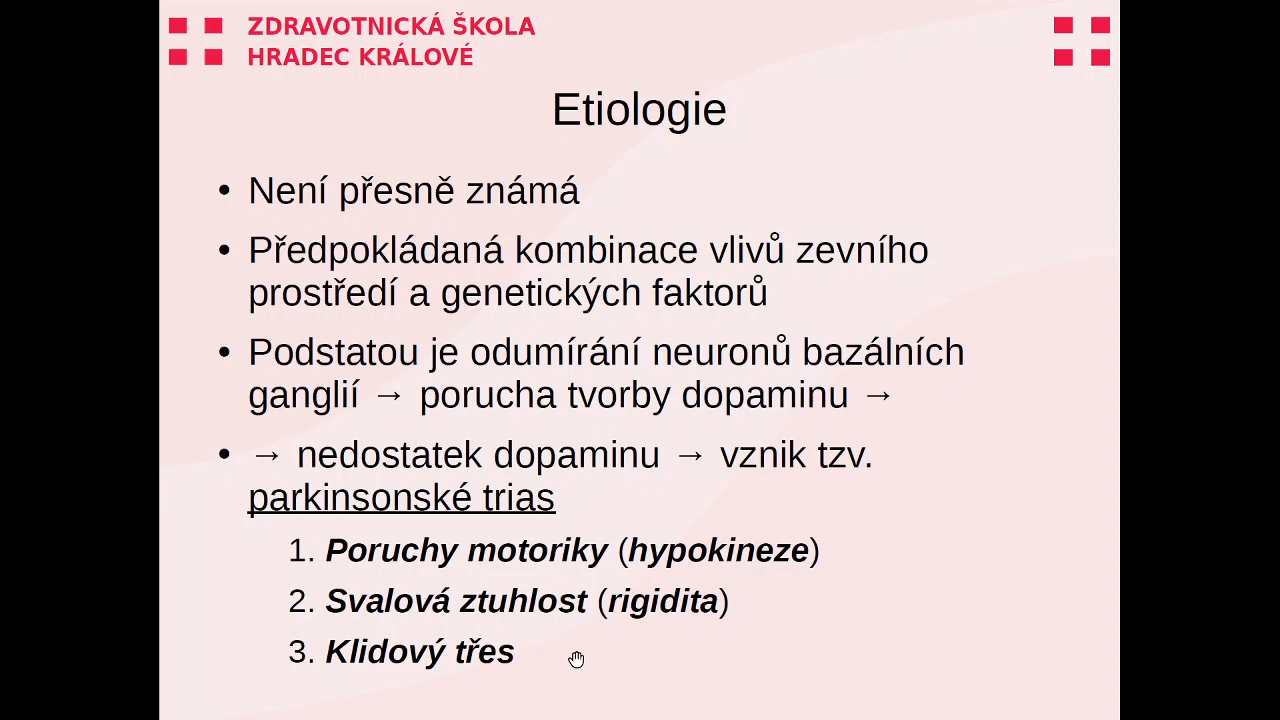 ZDRAVOTNICKÁ ŠKOLA
HRADEC KRÁLOVÉ
Etiologie
• Není přesně známá
• Předpokládaná kombinace vlivů zevního
prostředí a genetických faktorů
• Podstatou je odumírání neuronů bazálních
ganglií → porucha tvorby dopaminu →
• → nedostatek dopaminu → vznik tzv.
parkinsonské trias
1. Poruchy motoriky (hypokineze)
2. Svalová ztuhlost (rigidita)
3. Klidový třes